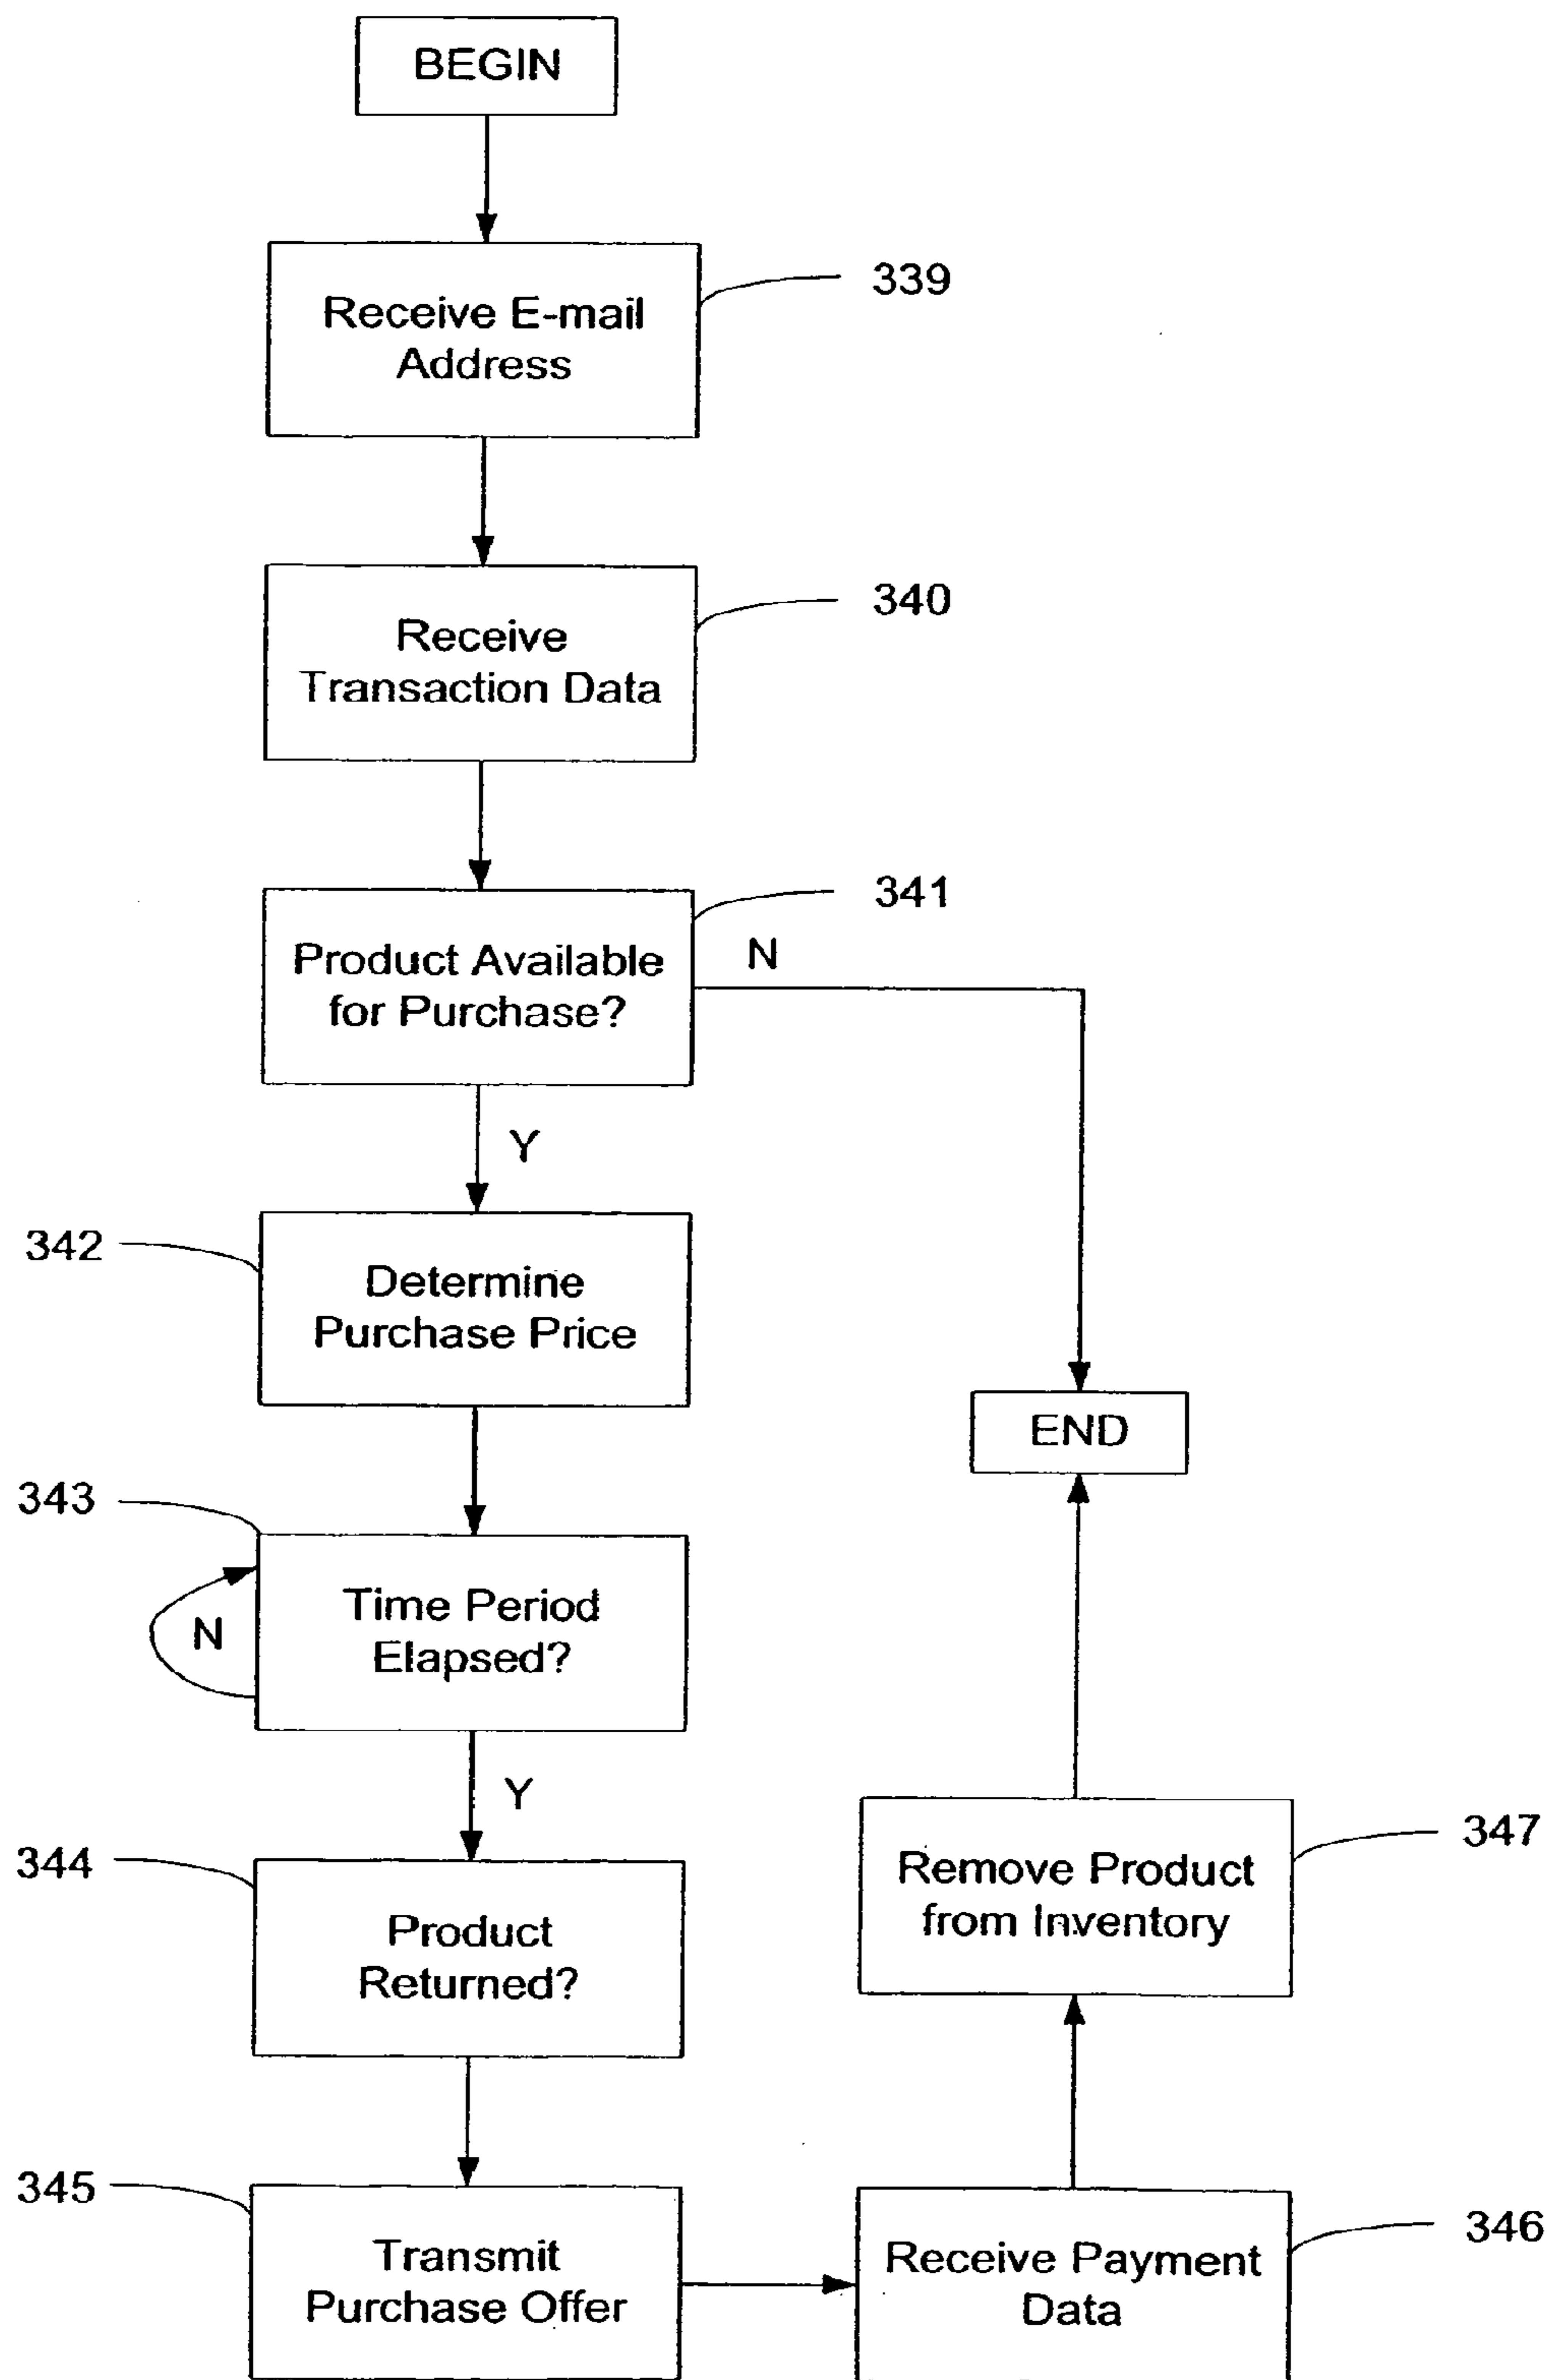 BEGIN
Receive E-mail
Address
339
Receive
Transaction Data
340
Product Available
for Purchase?
341
N
Y
342
Determine
Purchase Price
END
343
Time Period
Elapsed?
N
Y
344
Product
Returned?
Remove Product
from Inventory
347
345
Transmit
Purchase Offer
Receive Payment
Data
346